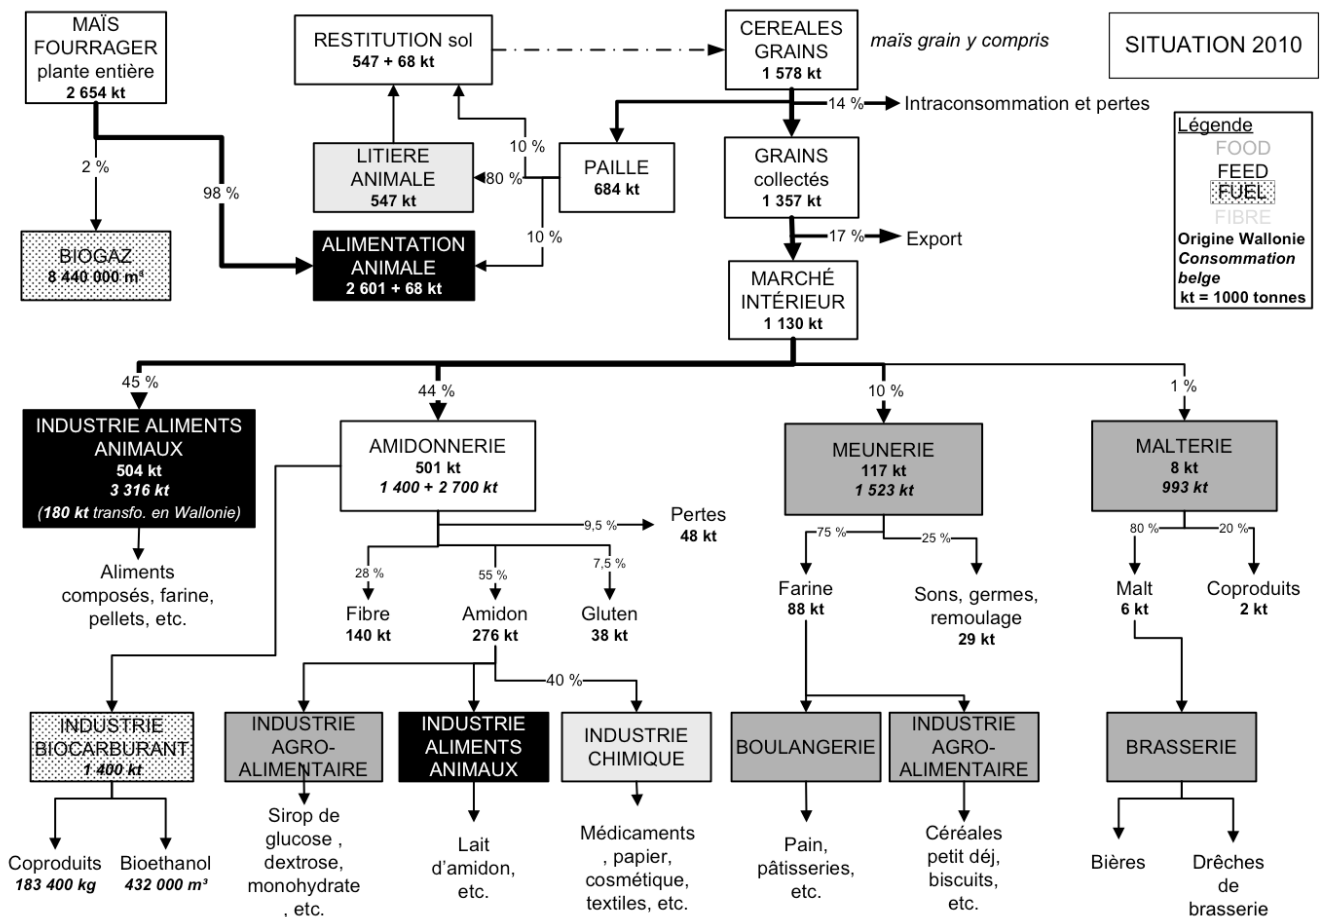 MAÏS
FOURRAGER
plante entière
2 654 kt
RESTITUTION sol
547 + 68 kt
CEREALES
GRAINS
1 578 kt
maïs grain y compris
SITUATION 2010
14 %
Intraconsommation et pertes
Légende
FOOD
FEED
FUEL
FIBRE
Origine Wallonie
Consommation
belge
kt = 1000 tonnes
2 %
98 %
10 %
LITIERE
ANIMALE
547 kt
80 %
PAILLE
684 kt
GRAINS
collectés
1 357 kt
10 %
17 %
Export
BIOGAZ
8 440 000 m³
ALIMENTATION
ANIMALE
2 601 + 68 kt
MARCHÉ
INTÉRIEUR
1 130 kt
45 %
44 %
10 %
1 %
INDUSTRIE ALIMENTS
ANIMAUX
504 kt
3 316 kt
(180 kt transfo. en Wallonie)
AMIDONNERIE
501 kt
1 400 + 2 700 kt
MEUNERIE
117 kt
1 523 kt
MALTERIE
8 kt
993 kt
Aliments
composés, farine,
pellets, etc.
9,5 %
Pertes
48 kt
28 %
55 %
7,5 %
Fibre
140 kt
Amidon
276 kt
Gluten
38 kt
75 %
25 %
Farine
88 kt
Sons, germes,
remoulage
29 kt
80 %
20 %
Malt
6 kt
Coproduits
2 kt
40 %
INDUSTRIE
BIOCARBURANT
1 400 kt
INDUSTRIE
AGRO-
ALIMENTAIRE
INDUSTRIE
ALIMENTS
ANIMAUX
INDUSTRIE
CHIMIQUE
BOULANGERIE
INDUSTRIE
AGRO-
ALIMENTAIRE
BRASSERIE
Coproduits
183 400 kg
Bioethanol
432 000 m³
Sirop de
glucose ,
dextrose,
monohydrate
, etc.
Lait
d'amidon,
etc.
Médicaments
, papier,
cosmétique,
textiles, etc.
Pain,
pâtisseries,
etc.
Céréales
petit déj,
biscuits,
etc.
Bières
Drêches
de
brasserie